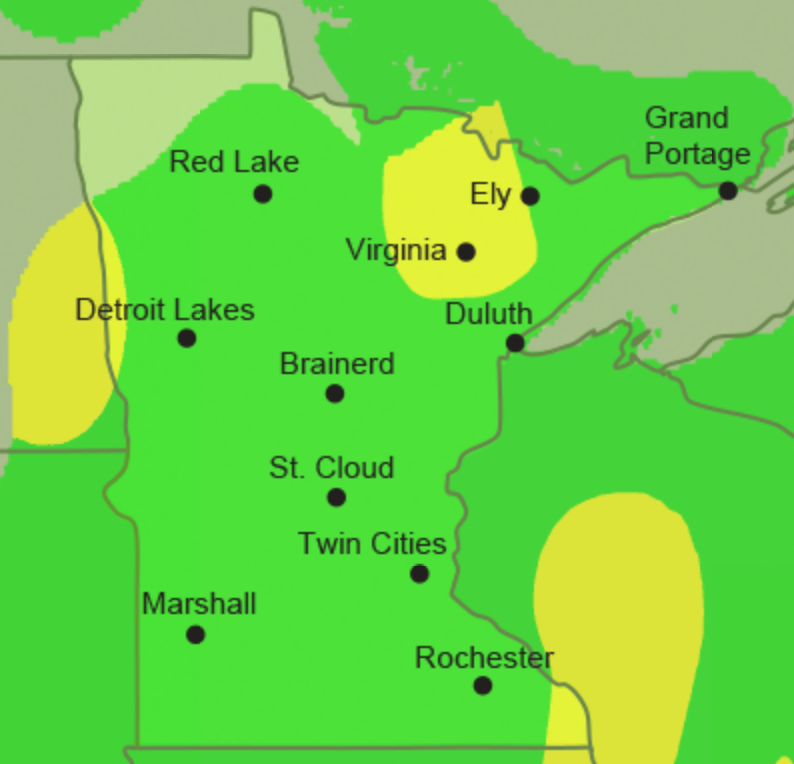 Grand
Portage
Red Lake
Ely
Virginia
Detroit Lakes
Duluth
Brainerd
St. Cloud
Twin Cities
Marshall
Rochester